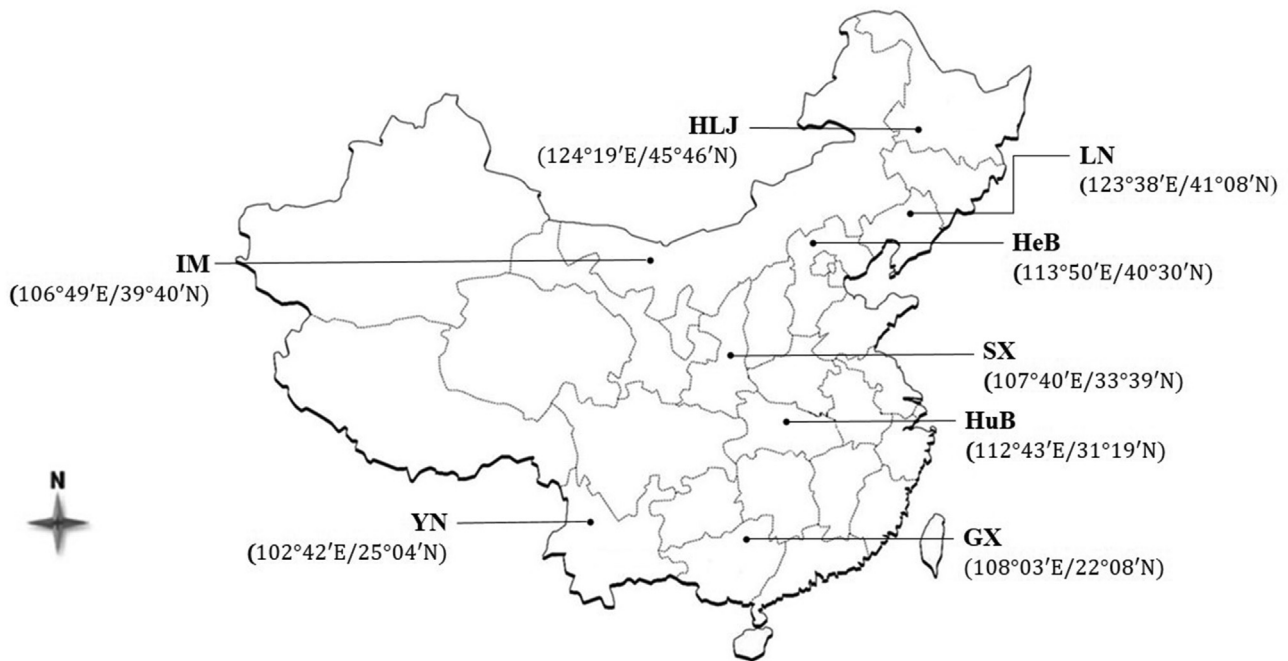 HLJ
(124°19′E/45°46′N)
LN
(123°38′E/41°08′N)
HeB
(113°50′E/40°30′N)
IM
(106°49′E/39°40′N)
SX
(107°40′E/33°39′N)
HuB
(112°43′E/31°19′N)
N
YN
(102°42′E/25°04′N)
GX
(108°03′E/22°08′N)